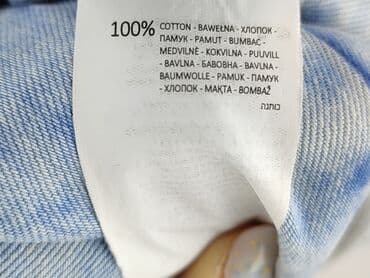 100% COTTON - BAWEŁNA - ХЛОПОК -
ПАМУК - PAMUT - BUMBAC -
MEDVILNĖ - KOKVILNA - PUUVILL
- BAVLNA - БАВОВНА - BAVLNA -
BAUMWOLLE - PAMUK - ПАМУК
- ХЛОПОК - МАҚТА - BOMBAŽ
כותנה